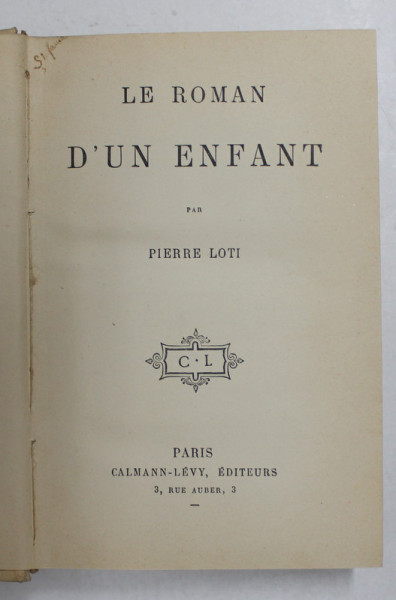 LE ROMAN
D'UN ENFANT
PAR
PIERRE LOTI
C · L
PARIS
CALMANN-LÉVY, ÉDITEURS
3, RUE AUBER, 3